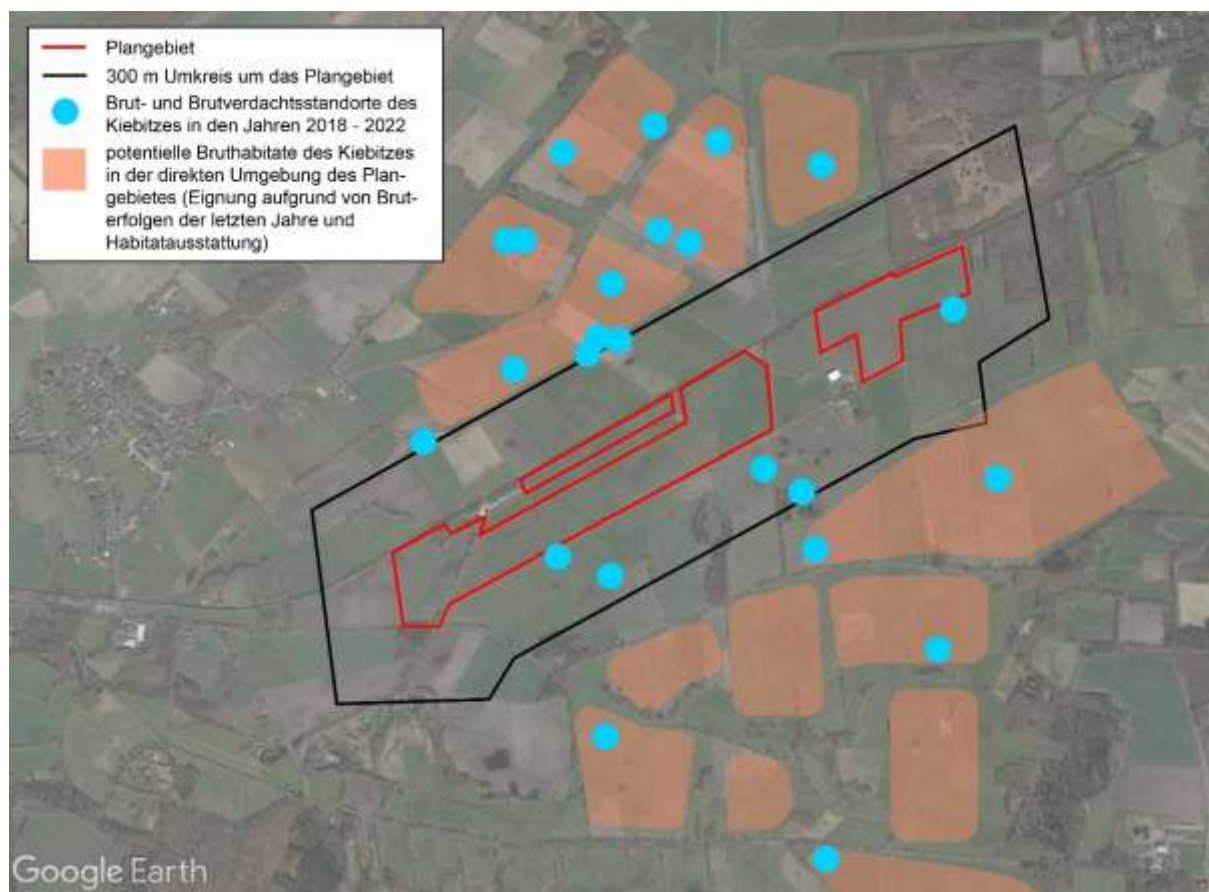 Plangebiet
300 m Umkreis um das Plangebiet
Brut- und Brutverdachtsstandorte des
Kiebitzes in den Jahren 2018 - 2022
potentielle Bruthabitate des Kiebitzes
in der direkten Umgebung des Plan-
gebietes (Eignung aufgrund von Brut-
erfolgen der letzten Jahre und
Habitatausstattung)
Google Earth